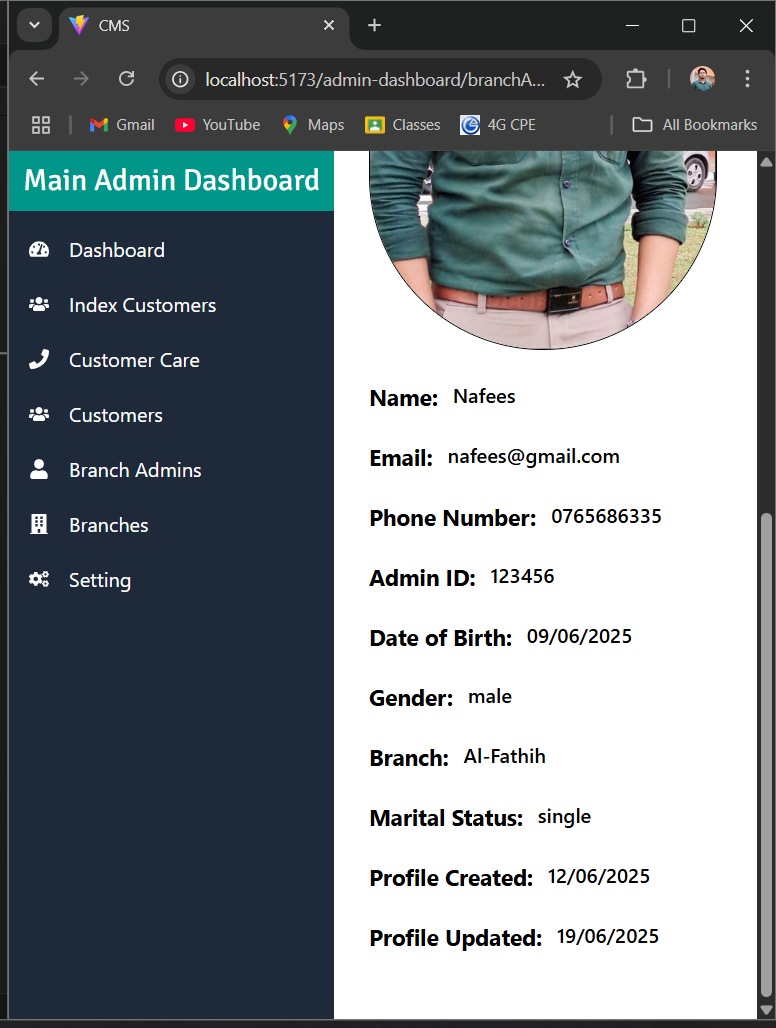 CMS
localhost:5173/admin-dashboard/branchA...
Gmail YouTube Maps Classes 4G CPE All Bookmarks
Main Admin Dashboard
Dashboard
Index Customers
Customer Care
Customers
Branch Admins
Branches
Setting
Name: Nafees
Email: nafees@gmail.com
Phone Number: 0765686335
Admin ID: 123456
Date of Birth: 09/06/2025
Gender: male
Branch: Al-Fathih
Marital Status: single
Profile Created: 12/06/2025
Profile Updated: 19/06/2025